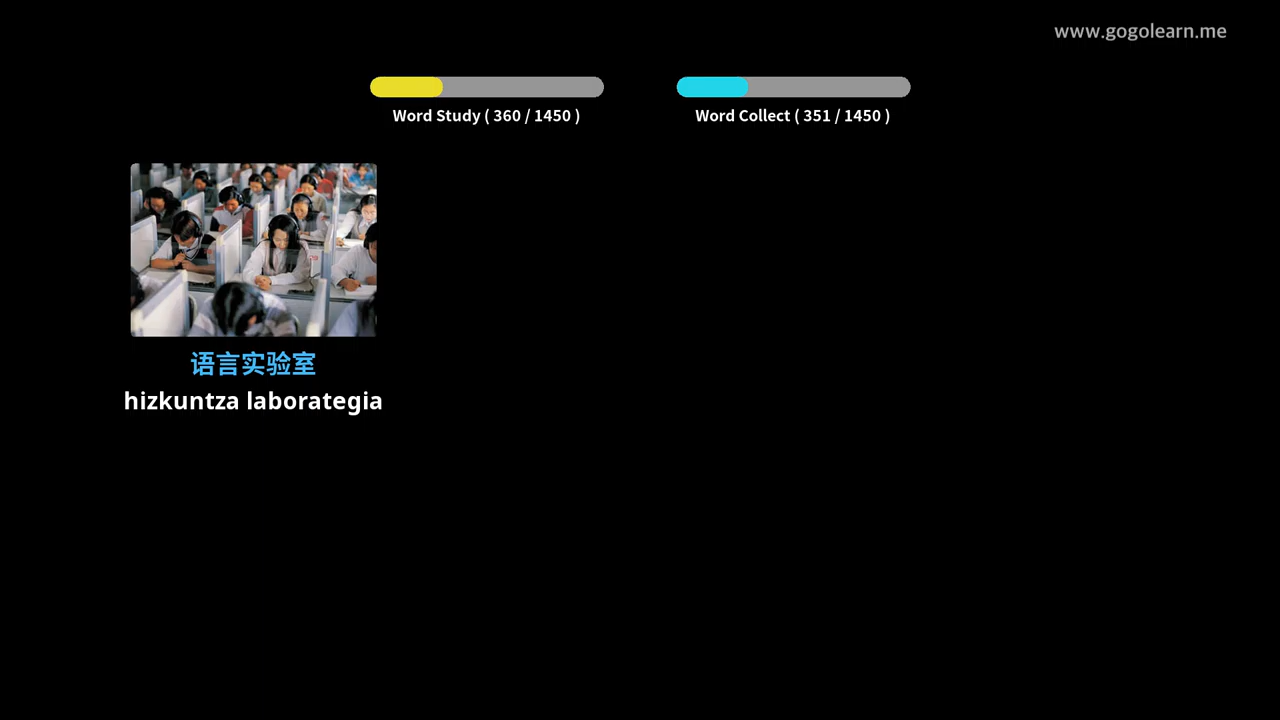 www.gogolearn.me
Word Study ( 360 / 1450 )
Word Collect ( 351 / 1450 )
语言实验室
hizkuntza laborategia